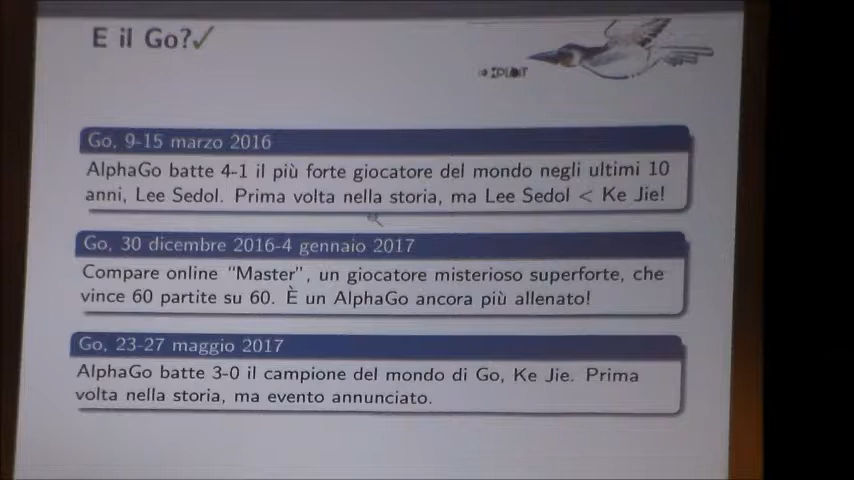 E il Go?✓
Go, 9-15 marzo 2016
AlphaGo batte 4-1 il più forte giocatore del mondo negli ultimi 10
anni, Lee Sedol. Prima volta nella storia, ma Lee Sedol < Ke Jie!
Go, 30 dicembre 2016-4 gennaio 2017
Compare online "Master", un giocatore misterioso superforte, che
vince 60 partite su 60. È un AlphaGo ancora più allenato!
Go, 23-27 maggio 2017
AlphaGo batte 3-0 il campione del mondo di Go, Ke Jie. Prima
volta nella storia, ma evento annunciato.